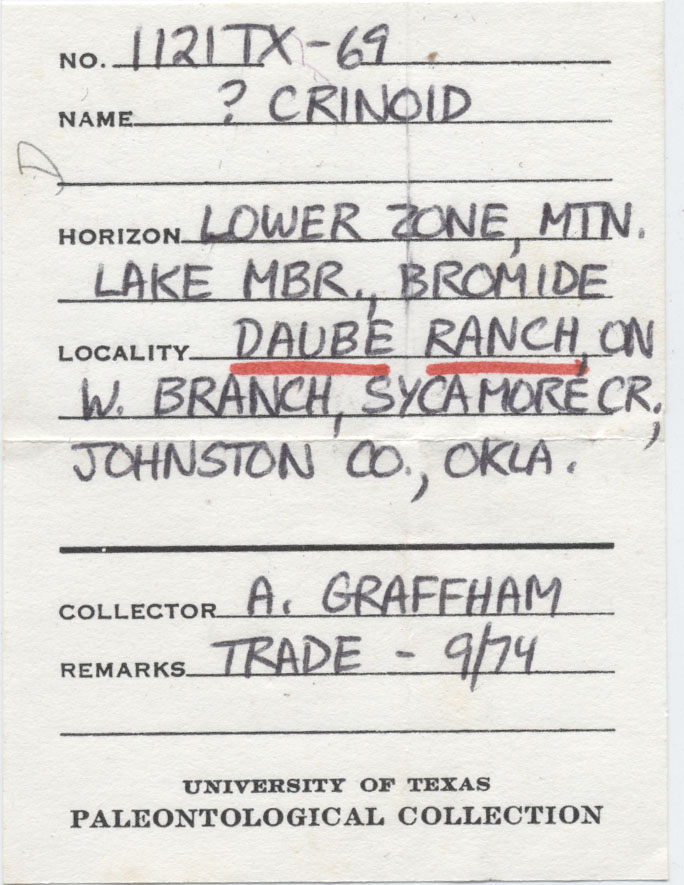 NO. 1121TX-69
NAME ? CRINOID
D
HORIZON LOWER ZONE, MTN.
LAKE MBR., BROMIDE
LOCALITY DAUBE RANCH, ON
W. BRANCH, SYCAMORE CR.,
JOHNSTON CO., OKLA.
COLLECTOR A. GRAFFHAM
REMARKS TRADE - 9/74
UNIVERSITY OF TEXAS
PALEONTOLOGICAL COLLECTION